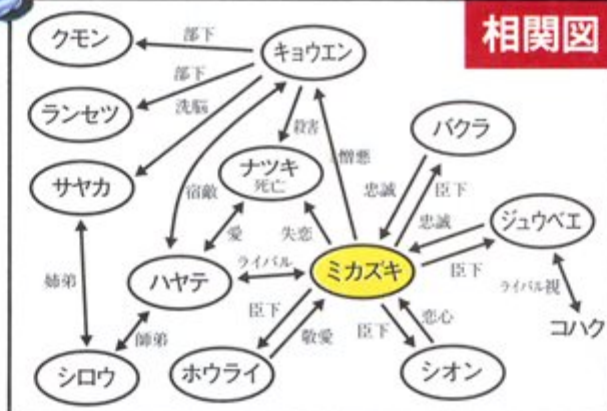 相関図
クモン
部下
キョウエン
部下
ランセツ
洗脳
殺害
バクラ
憎悪
サヤカ
ナツキ
死亡
宿敵
忠誠
臣下
忠誠
ジュウベエ
愛
失恋
ライバル
ミカズキ
臣下
ライバル視
姉弟
ハヤテ
臣下
敬愛
臣下
恋心
コハク
師弟
シロウ
ホウライ
シオン